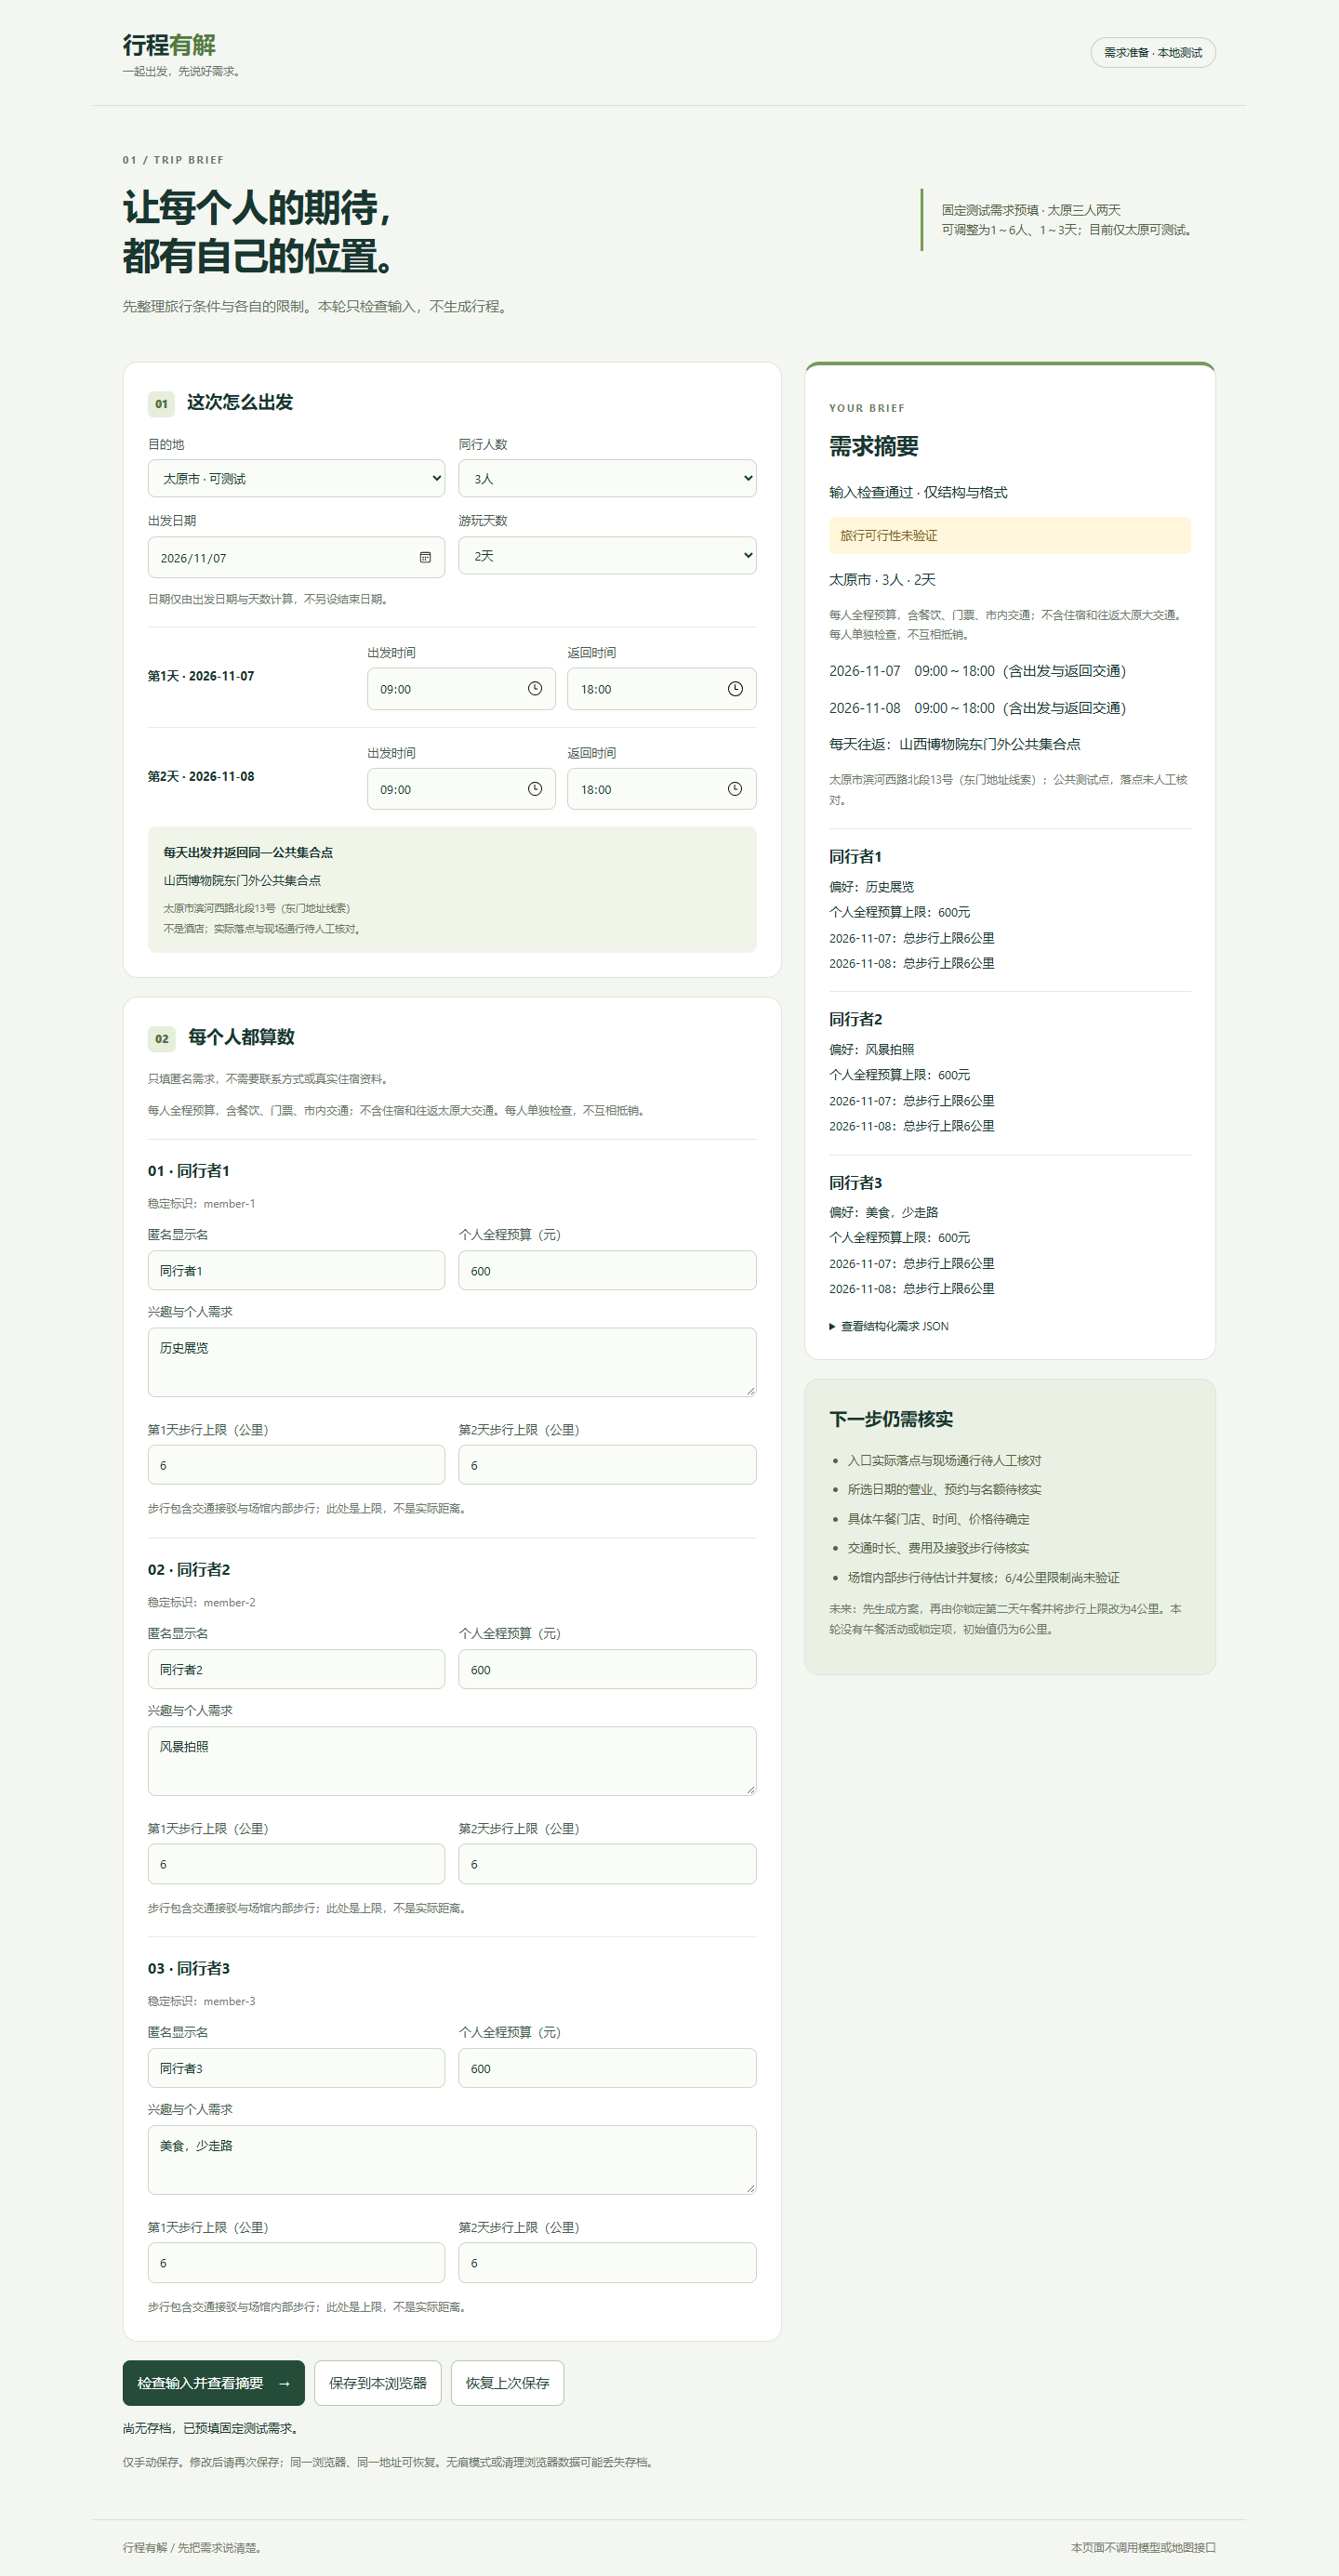 行程有解
一起出发，先说好需求。
需求准备 · 本地测试
01 / TRIP BRIEF
让每个人的期待，
都有自己的位置。
先整理旅行条件与各自的限制。本轮只检查输入，不生成行程。
固定测试需求预填 · 太原三人两天
可调整为1～6人、1～3天；目前仅太原可测试。
01 这次怎么出发
目的地 同行人数
太原市 · 可测试 3人
出发日期 游玩天数
2026/11/07 2天
日期仅由出发日期与天数计算，不另设结束日期。
出发时间 返回时间
第1天 · 2026-11-07 09:00 18:00
出发时间 返回时间
第2天 · 2026-11-08 09:00 18:00
每天出发并返回同一公共集合点
山西博物院东门外公共集合点
太原市滨河西路北段13号（东门地址线索）
不是酒店；实际落点与现场通行待人工核对。
02 每个人都算数
只填匿名需求，不需要联系方式或真实住宿资料。
每人全程预算，含餐饮、门票、市内交通；不含住宿和往返太原大交通。每人单独检查，不互相抵销。
01 · 同行者1
稳定标识：member-1
匿名显示名 个人全程预算（元）
同行者1 600
兴趣与个人需求
历史展览
第1天步行上限（公里） 第2天步行上限（公里）
6 6
步行包含交通接驳与场馆内部步行；此处是上限，不是实际距离。
02 · 同行者2
稳定标识：member-2
匿名显示名 个人全程预算（元）
同行者2 600
兴趣与个人需求
风景拍照
第1天步行上限（公里） 第2天步行上限（公里）
6 6
步行包含交通接驳与场馆内部步行；此处是上限，不是实际距离。
03 · 同行者3
稳定标识：member-3
匿名显示名 个人全程预算（元）
同行者3 600
兴趣与个人需求
美食，少走路
第1天步行上限（公里） 第2天步行上限（公里）
6 6
步行包含交通接驳与场馆内部步行；此处是上限，不是实际距离。
检查输入并查看摘要 → 保存到本浏览器 恢复上次保存
尚无存档，已预填固定测试需求。
仅手动保存。修改后请再次保存；同一浏览器、同一地址可恢复。无痕模式或清理浏览器数据可能丢失存档。
YOUR BRIEF
需求摘要
输入检查通过 · 仅结构与格式
旅行可行性未验证
太原市 · 3人 · 2天
每人全程预算，含餐饮、门票、市内交通；不含住宿和往返太原大交通。
每人单独检查，不互相抵销。
2026-11-07 09:00～18:00（含出发与返回交通）
2026-11-08 09:00～18:00（含出发与返回交通）
每天往返：山西博物院东门外公共集合点
太原市滨河西路北段13号（东门地址线索）；公共测试点，落点未人工核
对。
同行者1
偏好：历史展览
个人全程预算上限：600元
2026-11-07：总步行上限6公里
2026-11-08：总步行上限6公里
同行者2
偏好：风景拍照
个人全程预算上限：600元
2026-11-07：总步行上限6公里
2026-11-08：总步行上限6公里
同行者3
偏好：美食，少走路
个人全程预算上限：600元
2026-11-07：总步行上限6公里
2026-11-08：总步行上限6公里
▶ 查看结构化需求 JSON
下一步仍需核实
• 入口实际落点与现场通行待人工核对
• 所选日期的营业、预约与名额待核实
• 具体午餐门店、时间、价格待确定
• 交通时长、费用及接驳步行待核实
• 场馆内部步行待估计并复核；6/4公里限制尚未验证
未来：先生成方案，再由你锁定第二天午餐并将步行上限改为4公里。本
轮没有午餐活动或锁定项，初始值仍为6公里。
行程有解 / 先把需求说清楚。
本页面不调用模型或地图接口